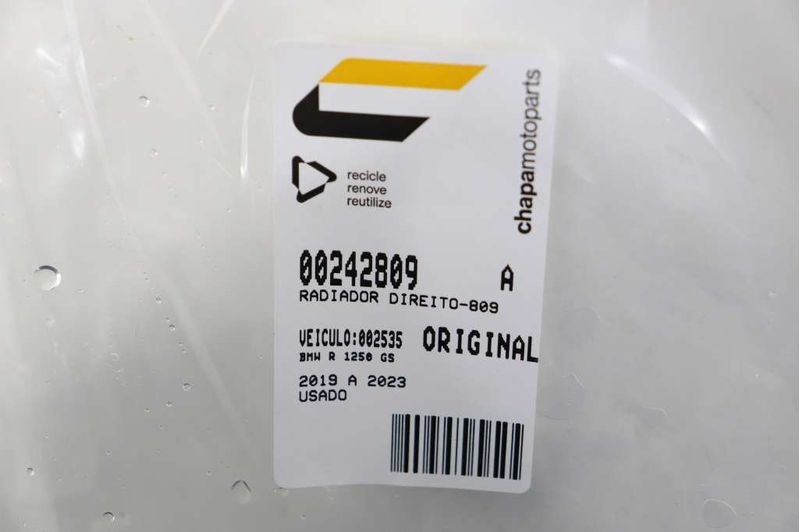 chapamotoparts
recicle
renove
reutilize
00242809 A
RADIADOR DIREITO-809
VEICULO:002535 ORIGINAL
BMW R 1250 GS
2019 A 2023
USADO